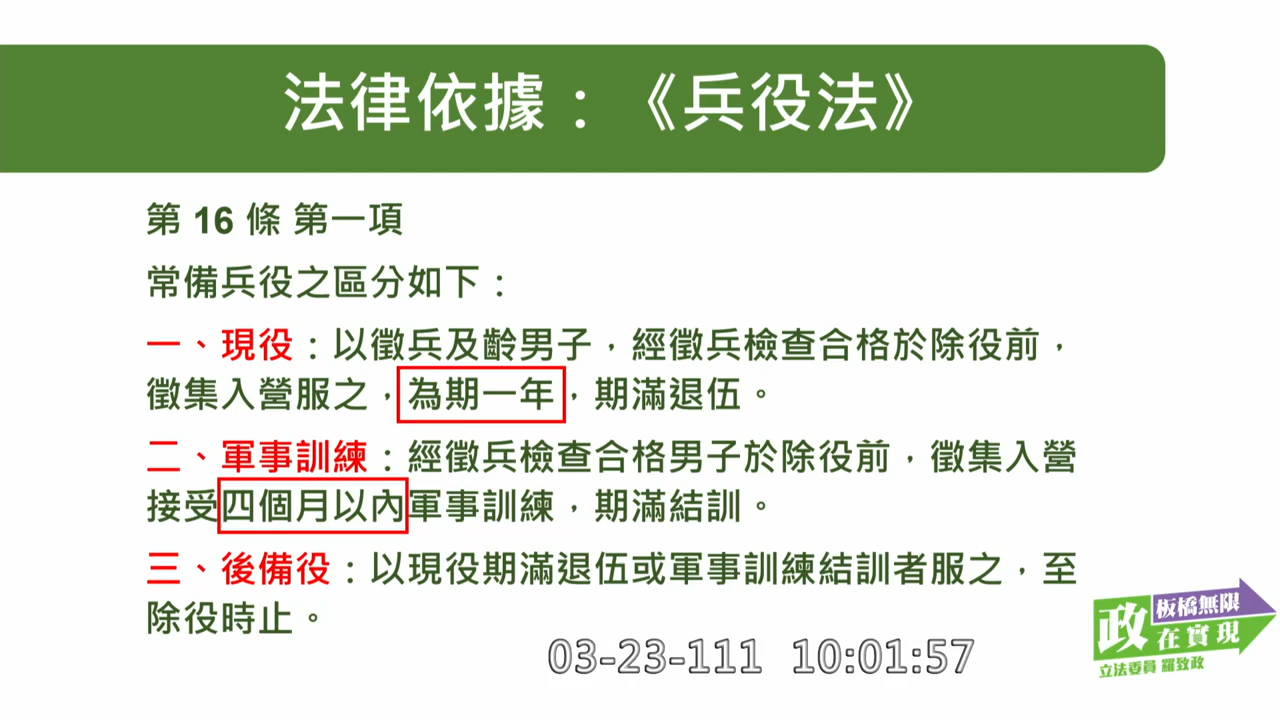 法律依據：《兵役法》
第 16 條 第一項
常備兵役之區分如下：
一、現役：以徵兵及齡男子，經徵兵檢查合格於除役前，
徵集入營服之，為期一年，期滿退伍。
二、軍事訓練：經徵兵檢查合格男子於除役前，徵集入營
接受四個月以內軍事訓練，期滿結訓。
三、後備役：以現役期滿退伍或軍事訓練結訓者服之，至
除役時止。
03-23-111 10:01:57
政
板橋無限
在實現
立法委員 羅致政